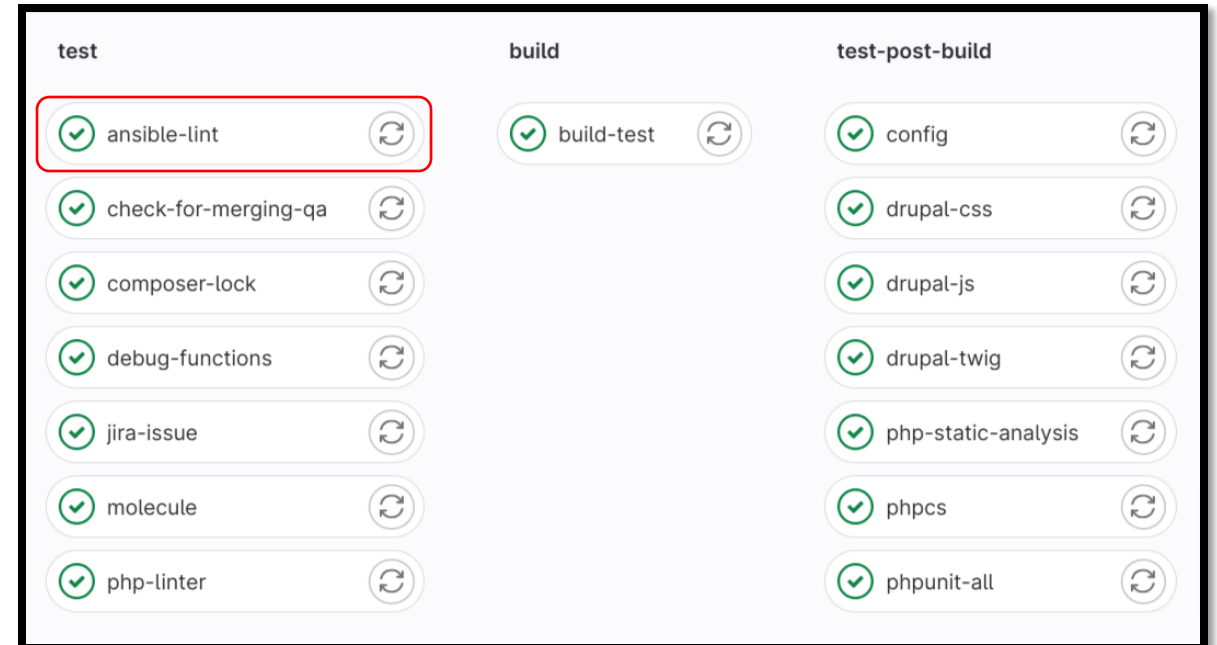 test
ansible-lint
check-for-merging-qa
composer-lock
debug-functions
jira-issue
molecule
php-linter
build
build-test
test-post-build
config
drupal-css
drupal-js
drupal-twig
php-static-analysis
phpcs
phpunit-all